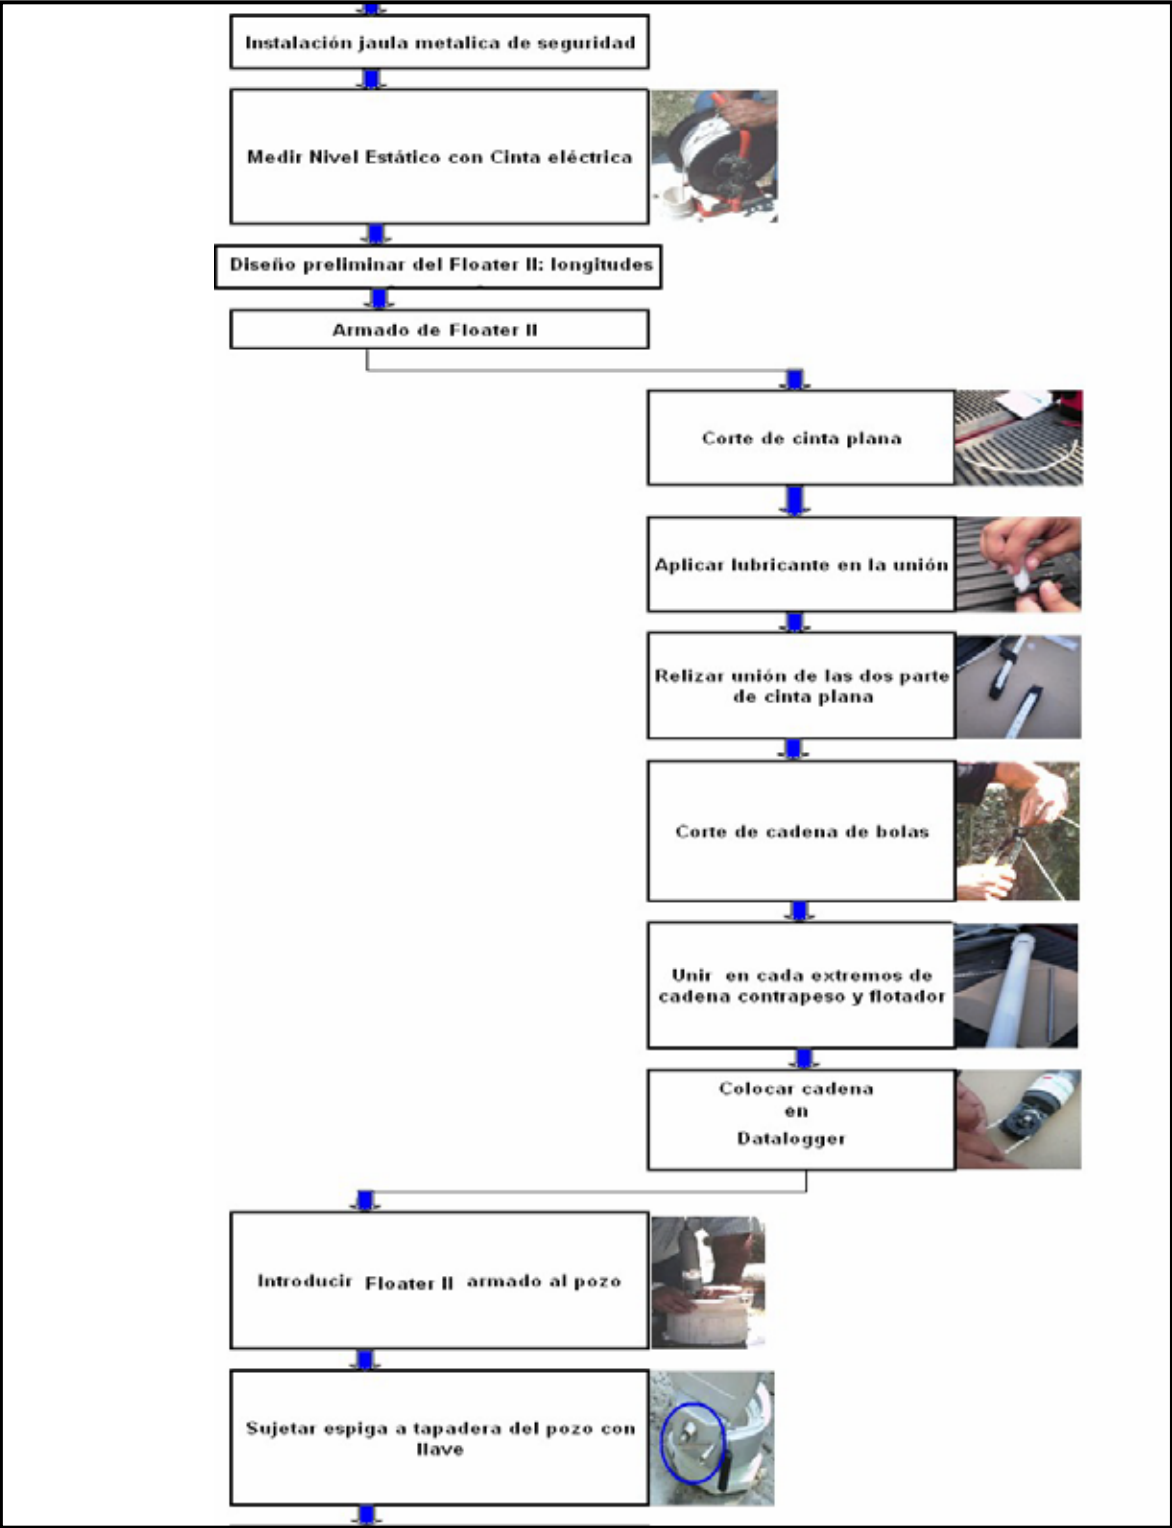 Instalación jaula metalica de seguridad
Medir Nivel Estático con Cinta eléctrica
Diseño preliminar del Floater II: longitudes
Armado de Floater II
Corte de cinta plana
Aplicar lubricante en la unión
Relizar unión de las dos parte
de cinta plana
Corte de cadena de bolas
Unir en cada extremos de
cadena contrapeso y flotador
Colocar cadena
en
Datalogger
Introducir Floater II armado al pozo
Sujetar espiga a tapadera del pozo con
llave